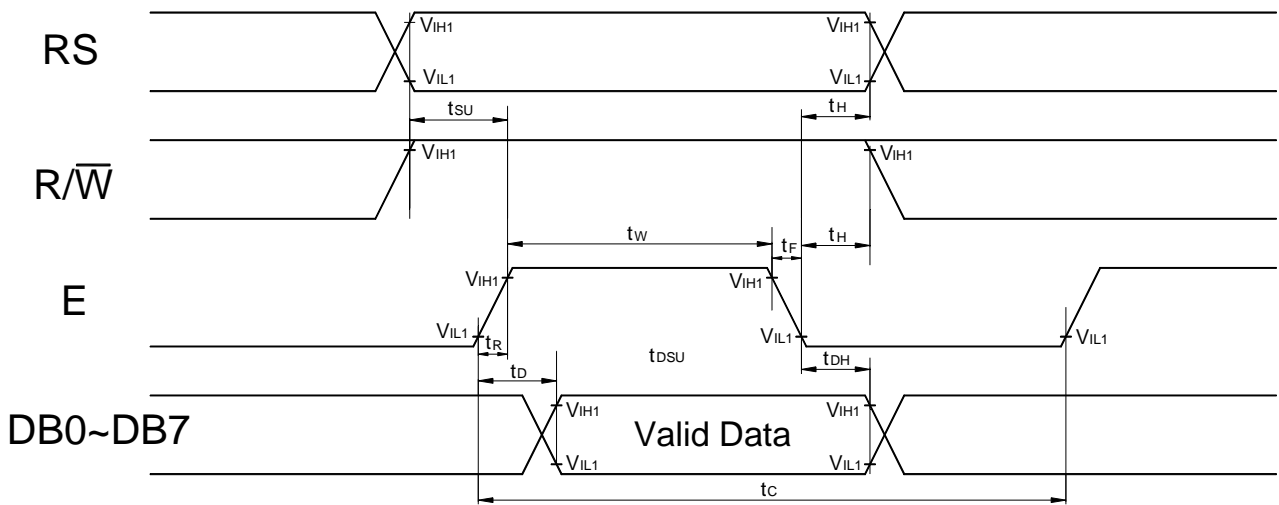 RS
VIH1
VIH1
VIL1
VIL1
tSU
tH
R/W̅
VIH1
VIH1
tW
tF
tH
E
VIH1
VIH1
VIL1
VIL1
VIL1
tR
tDSU
tDH
tD
DB0~DB7
VIH1
VIH1
Valid Data
VIL1
VIL1
tC